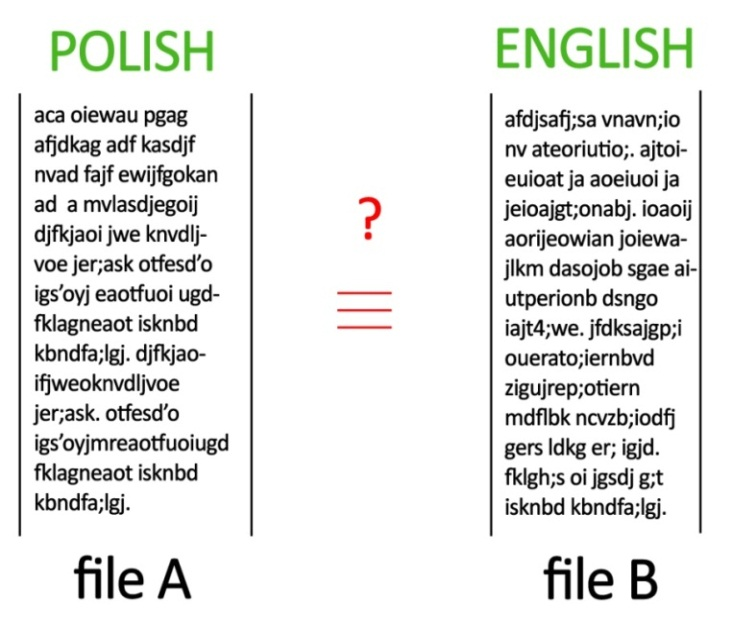 POLISH
aca oiewau pgag
afjdkag adf kasdjf
nvad fajf ewijfgokan
ad  a mvlasdjegoij
djfkjaoi jwe knvdlj-
voe jer;ask otfesd’o
igs’oyj eaotfuoi ugd-
fklagneaot isknbd
kbndfa;lgj. djfkjao-
ifjweoknvdljvoe
jer;ask. otfesd’o
igs’oyjmreaotfuoiugd
fklagneaot isknbd
kbndfa;lgj.
file A
?
ENGLISH
afdjsafj;sa vnavn;io
nv ateoriutio;. ajtoi-
euioat ja aoeiuoi ja
jeioajgt;onabj. ioaoij
aorijeowian joiewa-
jlkm dasojob sgae ai-
utperionb dsngo
iajt4;we. jfdksajgp;i
ouerato;iernbvd
zigujrep;otiern
mdflbk ncvzb;iodfj
gers ldkg er; igjd.
fklgh;s oi jgsdj g;t
isknbd kbndfa;lgj.
file B